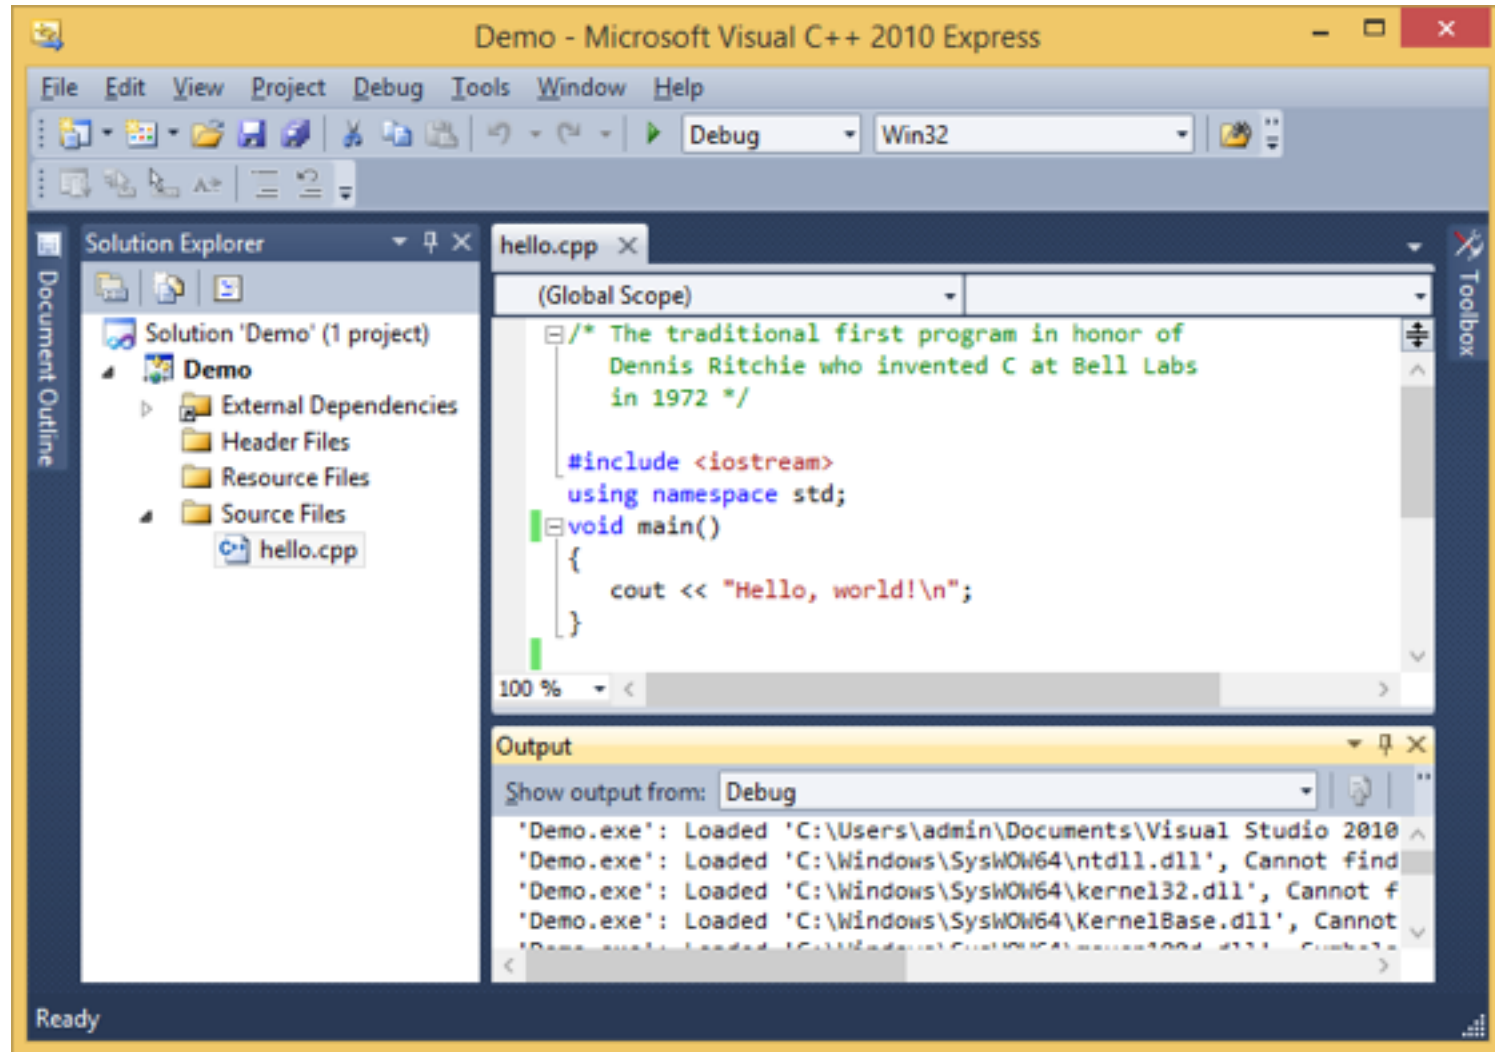 Demo - Microsoft Visual C++ 2010 Express
File Edit View Project Debug Tools Window Help
Debug Win32
Document Outline
Solution Explorer
Solution 'Demo' (1 project)
Demo
External Dependencies
Header Files
Resource Files
Source Files
hello.cpp
hello.cpp
(Global Scope)
/* The traditional first program in honor of
Dennis Ritchie who invented C at Bell Labs
in 1972 */
#include <iostream>
using namespace std;
void main()
{
cout << "Hello, world!\n";
}
100 %
Output
Show output from: Debug
'Demo.exe': Loaded 'C:\Users\admin\Documents\Visual Studio 2010
'Demo.exe': Loaded 'C:\Windows\SysWOW64\ntdll.dll', Cannot find
'Demo.exe': Loaded 'C:\Windows\SysWOW64\kernel32.dll', Cannot f
'Demo.exe': Loaded 'C:\Windows\SysWOW64\KernelBase.dll', Cannot
Toolbox
Ready